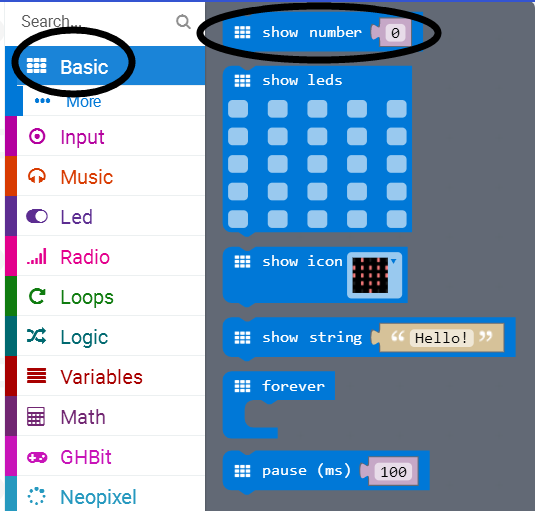 Search...
Basic
More
Input
Music
Led
Radio
Loops
Logic
Variables
Math
GHBit
Neopixel
show number 0
show leds
show icon
show string “ Hello! ”
forever
pause (ms) 100